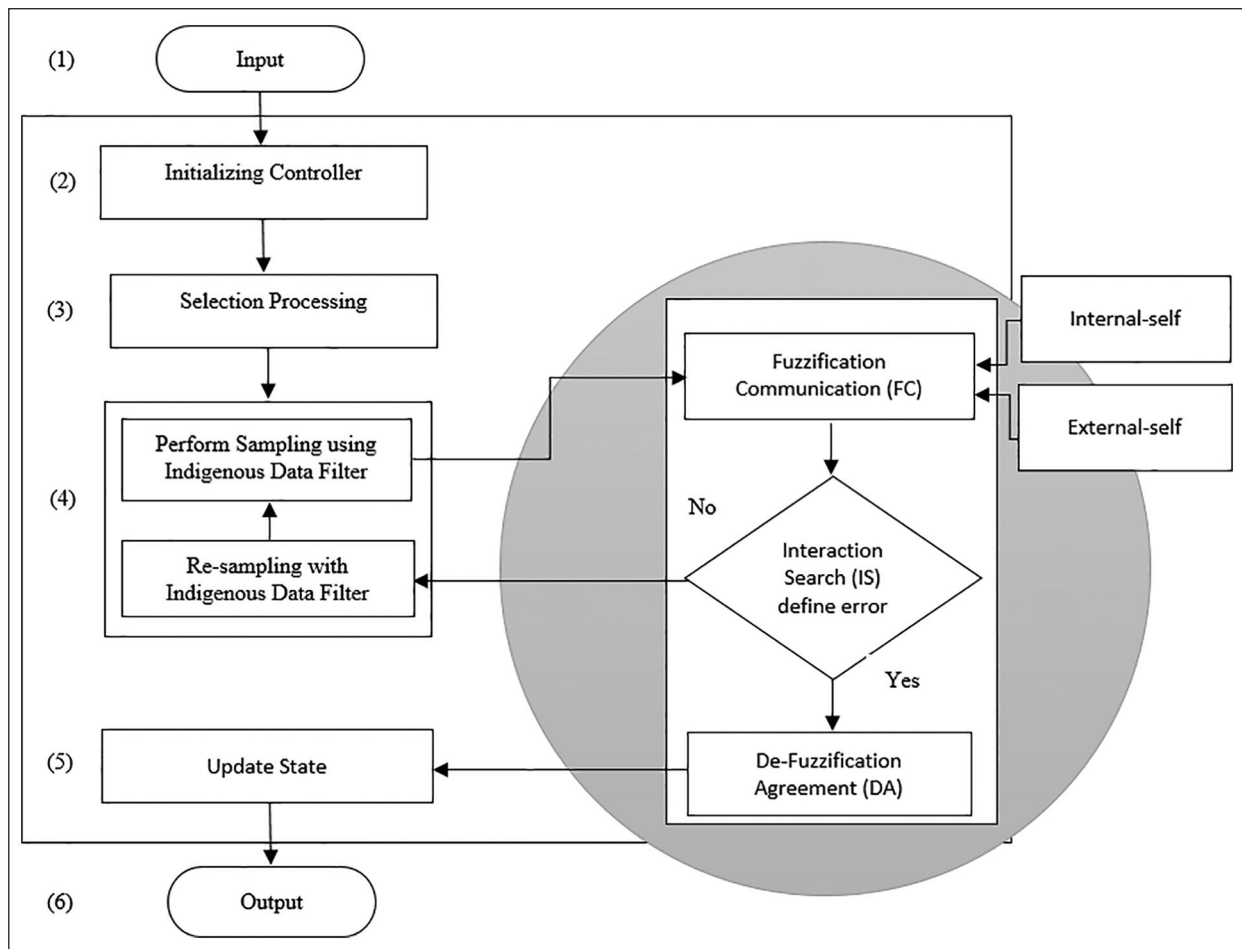 (1)
Input
(2)
Initializing Controller
(3)
Selection Processing
(4)
Perform Sampling using
Indigenous Data Filter
Re-sampling with
Indigenous Data Filter
Fuzzification
Communication (FC)
Internal-self
External-self
No
Interaction
Search (IS)
define error
Yes
De-Fuzzification
Agreement (DA)
(5)
Update State
(6)
Output